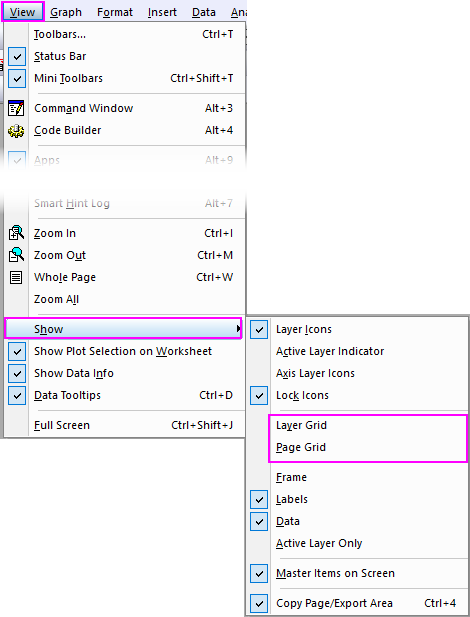 View Graph Format Insert Data An
Toolbars... Ctrl+T
Status Bar
Mini Toolbars Ctrl+Shift+T
Command Window Alt+3
Code Builder Alt+4
Apps Alt+9
Smart Hint Log Alt+7
Zoom In Ctrl+I
Zoom Out Ctrl+M
Whole Page Ctrl+W
Zoom All
Show
Show Plot Selection on Worksheet
Show Data Info
Data Tooltips Ctrl+D
Full Screen Ctrl+Shift+J
Layer Icons
Active Layer Indicator
Axis Layer Icons
Lock Icons
Layer Grid
Page Grid
Frame
Labels
Data
Active Layer Only
Master Items on Screen
Copy Page/Export Area Ctrl+4